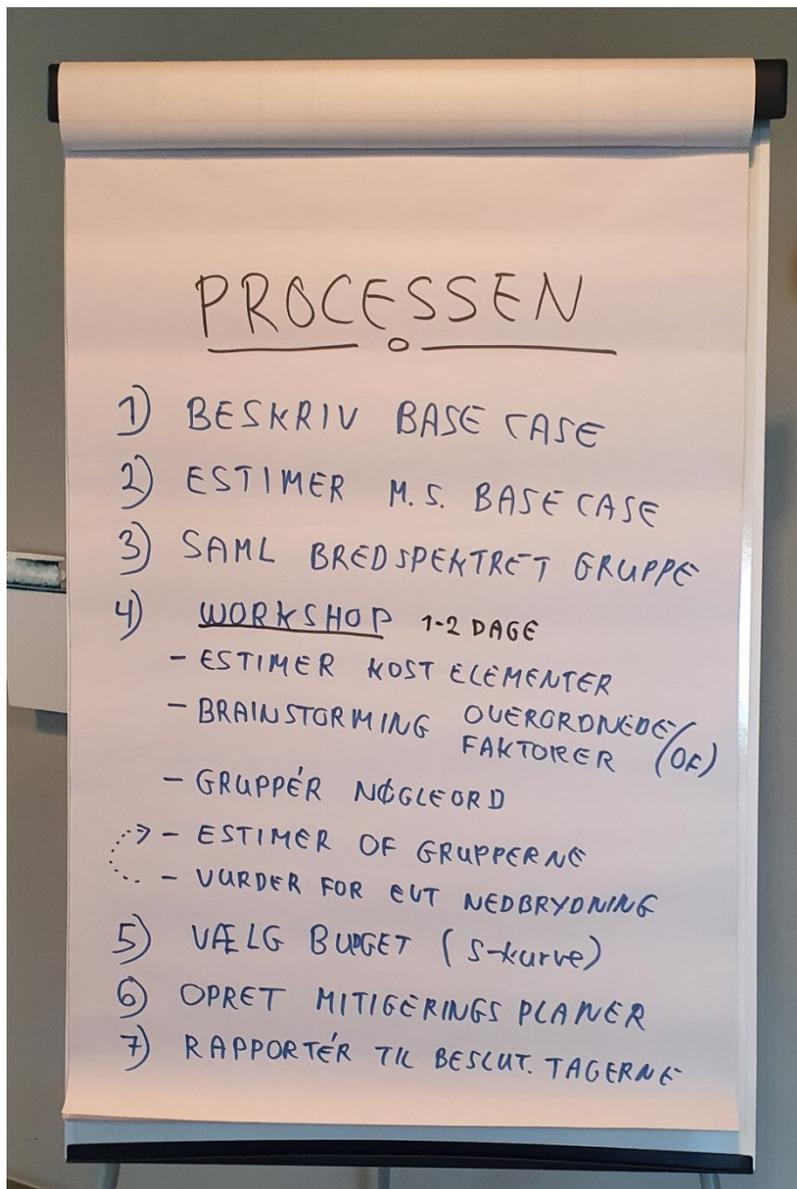 PROCESSEN
1) BESKRIV BASE CASE
2) ESTIMER M.S. BASE CASE
3) SAML BREDSPEKTRET GRUPPE
4) WORKSHOP 1-2 DAGE
- ESTIMER KOST ELEMENTER
- BRAINSTORMING OVERORDNEDE/
FAKTORER (OF)
- GRUPPÉR NØGLEORD
- ESTIMER OF GRUPPERNE
- VURDER FOR EVT NEDBRYDNING
5) VÆLG BUDGET (S-kurve)
6) OPRET MITIGERINGS PLANER
7) RAPPORTÉR TIL BESLUT. TAGERNE